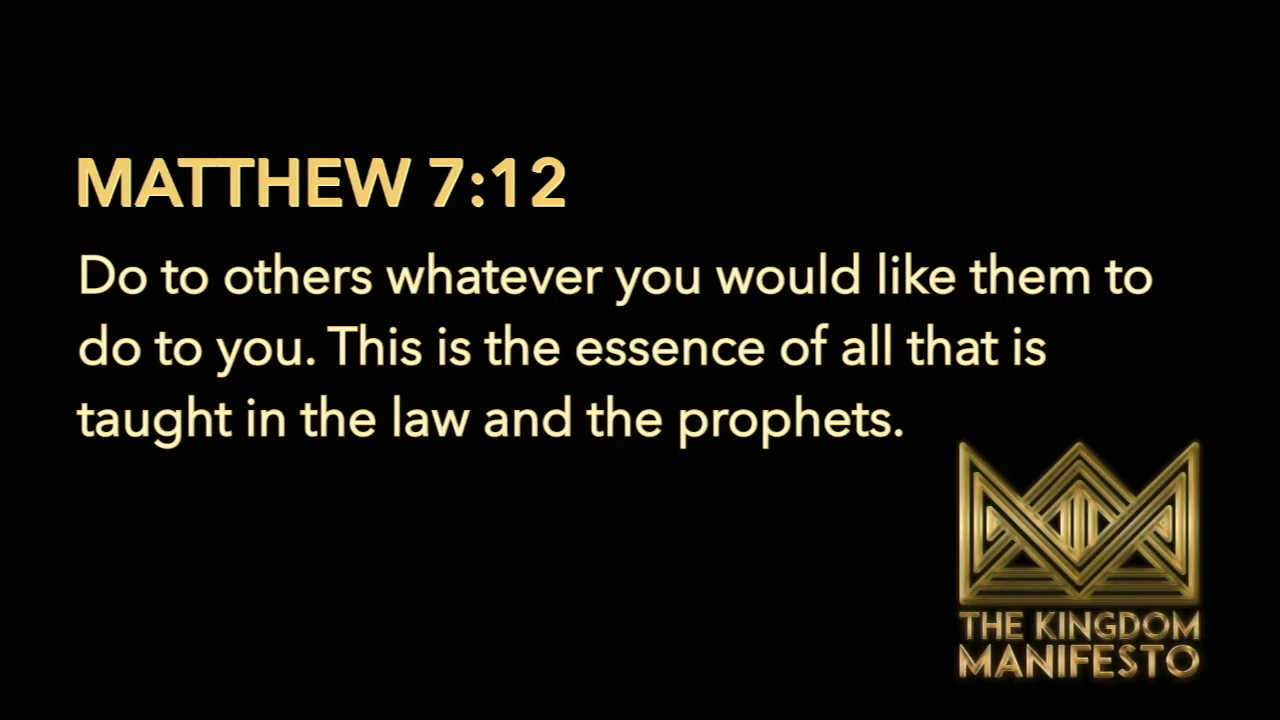 MATTHEW 7:12
Do to others whatever you would like them to
do to you. This is the essence of all that is
taught in the law and the prophets.
THE KINGDOM
MANIFESTO